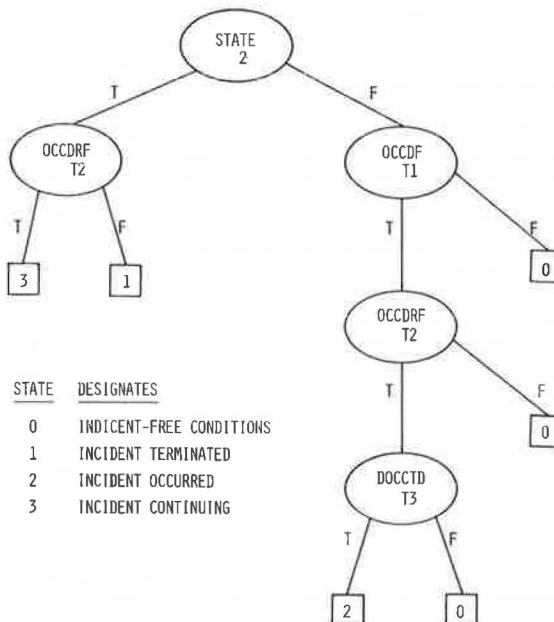 STATE
2
T
F
OCCDRF
T2
OCCDF
T1
T
F
T
F
3
1
0
OCCDRF
T2
STATE DESIGNATES
0 INDICENT-FREE CONDITIONS
1 INCIDENT TERMINATED
2 INCIDENT OCCURRED
3 INCIDENT CONTINUING
T
F
0
DOCCTD
T3
T
F
2
0